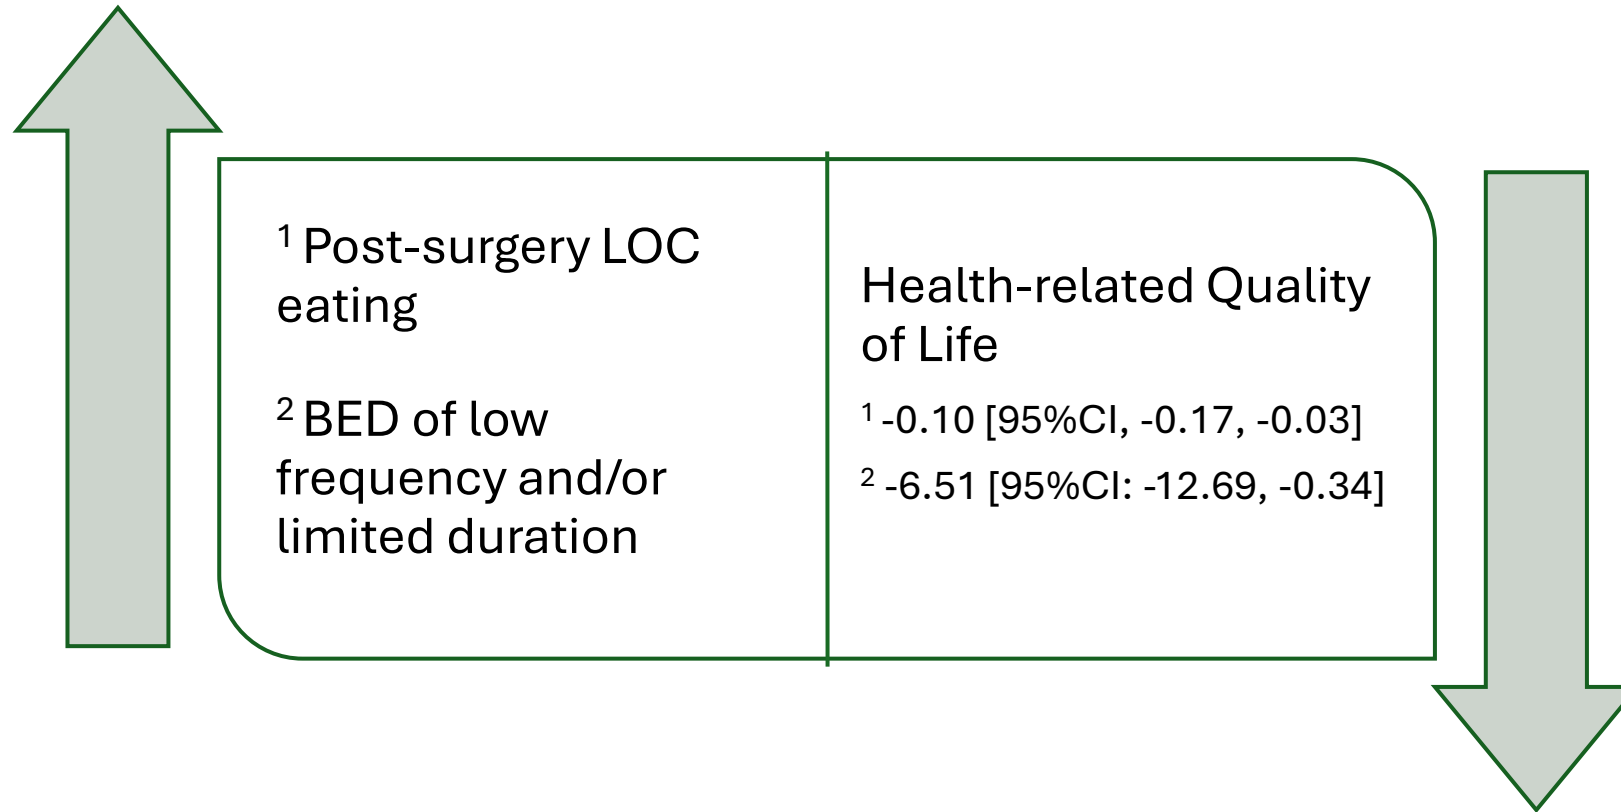 ¹ Post-surgery LOC
eating
² BED of low
frequency and/or
limited duration
Health-related Quality
of Life
¹ -0.10 [95%CI, -0.17, -0.03]
² -6.51 [95%CI: -12.69, -0.34]